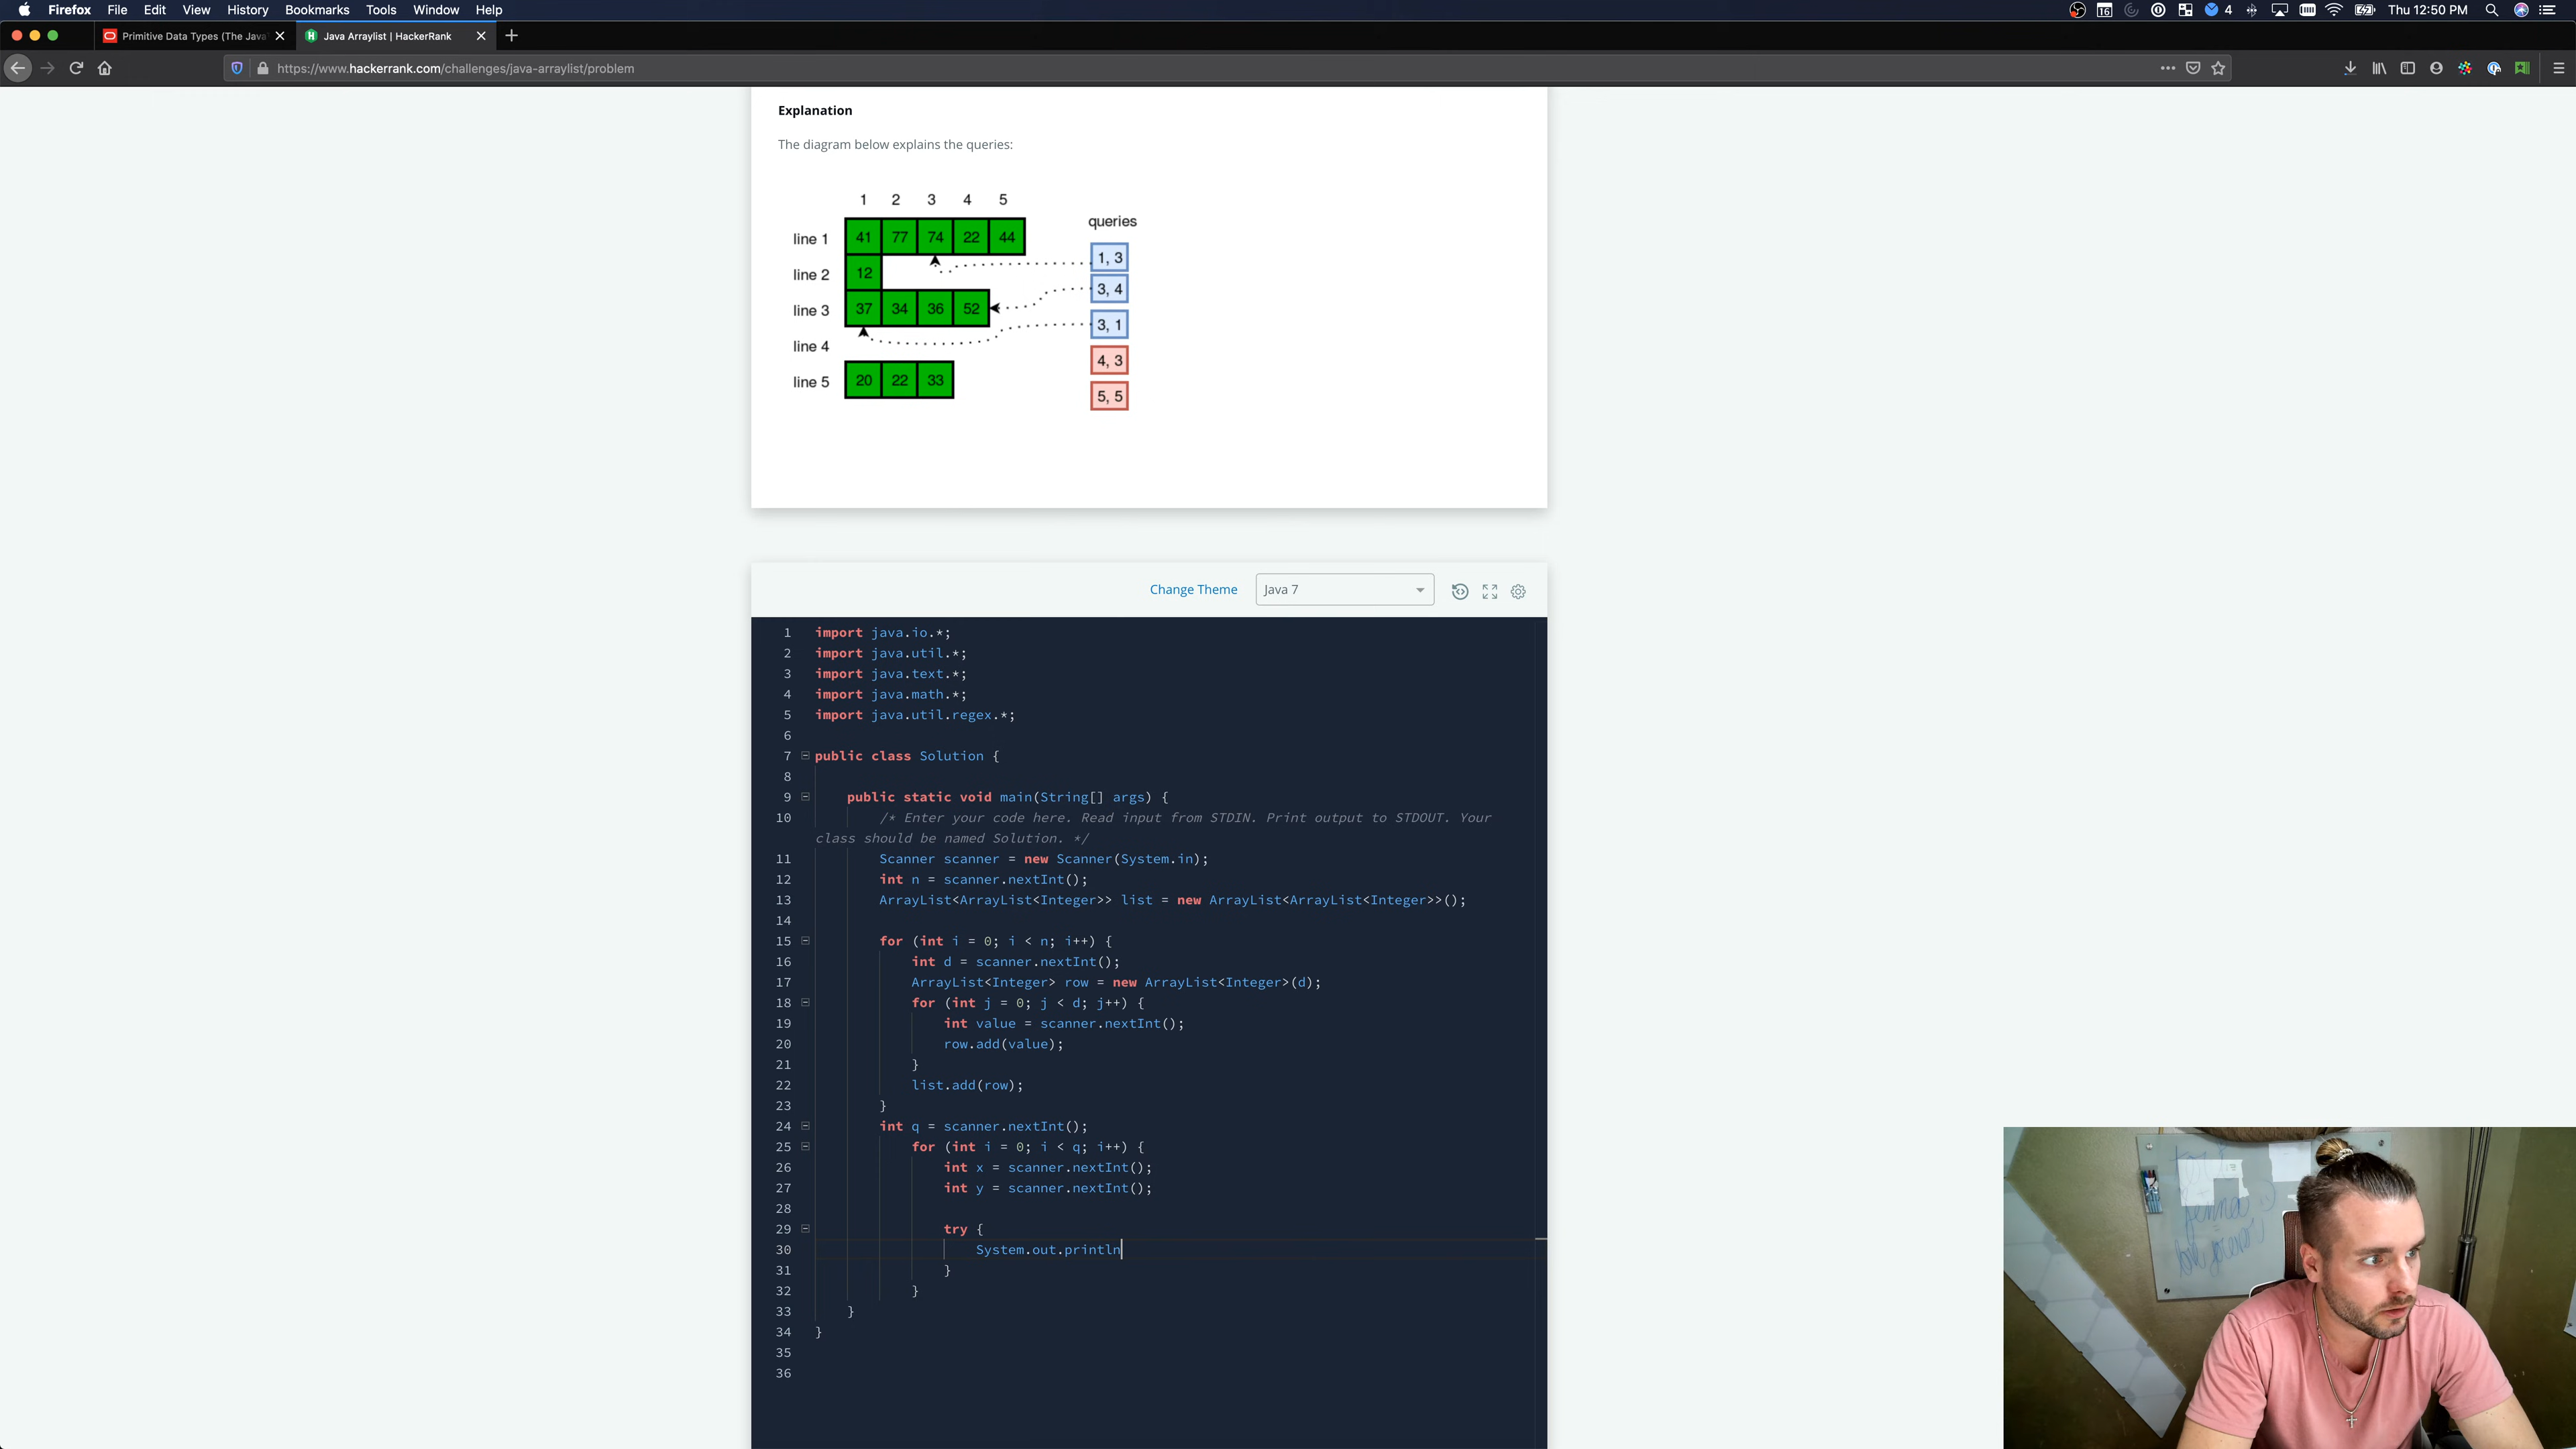 Firefox File Edit View History Bookmarks Tools Window Help
16 4 Thu 12:50 PM
Primitive Data Types (The Java
Java Arraylist | HackerRank
https://www.hackerrank.com/challenges/java-arraylist/problem
Explanation
The diagram below explains the queries:
1 2 3 4 5
queries
line 1 41 77 74 22 44
1, 3
line 2 12
3, 4
line 3 37 34 36 52
3, 1
line 4
4, 3
line 5 20 22 33
5, 5
Change Theme Java 7
1 import java.io.*;
2 import java.util.*;
3 import java.text.*;
4 import java.math.*;
5 import java.util.regex.*;
6
7 public class Solution {
8
9 public static void main(String[] args) {
10 /* Enter your code here. Read input from STDIN. Print output to STDOUT. Your
class should be named Solution. */
11 Scanner scanner = new Scanner(System.in);
12 int n = scanner.nextInt();
13 ArrayList<ArrayList<Integer>> list = new ArrayList<ArrayList<Integer>>();
14
15 for (int i = 0; i < n; i++) {
16 int d = scanner.nextInt();
17 ArrayList<Integer> row = new ArrayList<Integer>(d);
18 for (int j = 0; j < d; j++) {
19 int value = scanner.nextInt();
20 row.add(value);
21 }
22 list.add(row);
23 }
24 int q = scanner.nextInt();
25 for (int i = 0; i < q; i++) {
26 int x = scanner.nextInt();
27 int y = scanner.nextInt();
28
29 try {
30 System.out.println
31 }
32 }
33 }
34 }
35
36